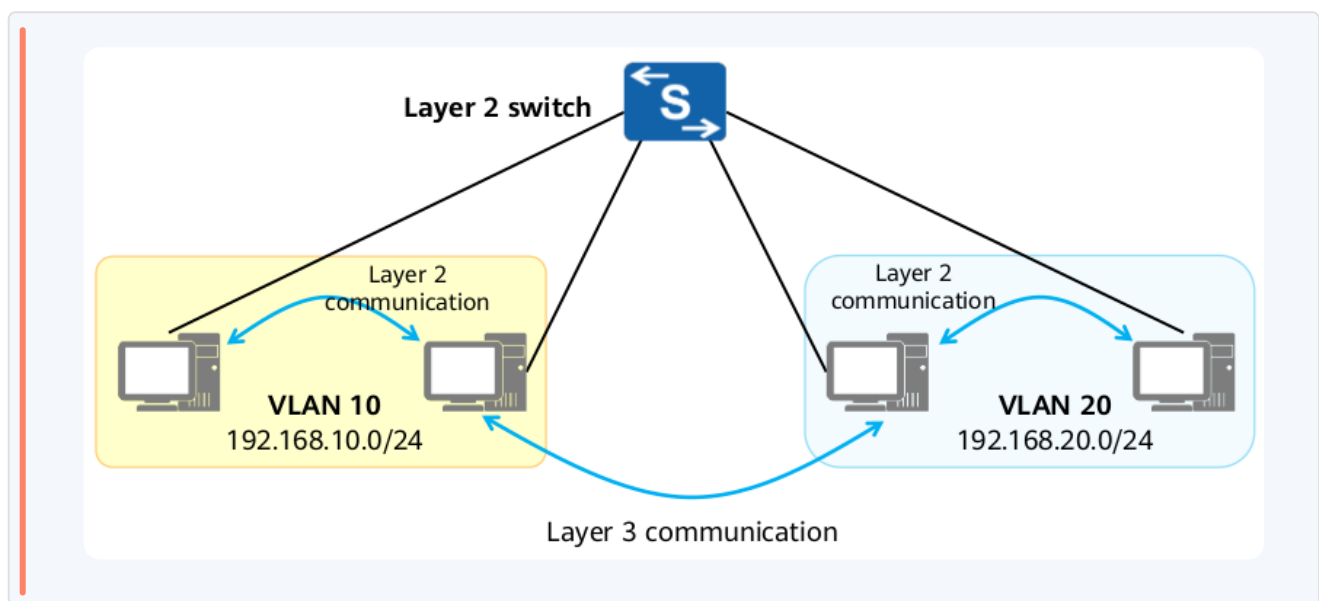 Layer 2 switch
S
Layer 2
communication
Layer 2
communication
VLAN 10
192.168.10.0/24
VLAN 20
192.168.20.0/24
Layer 3 communication